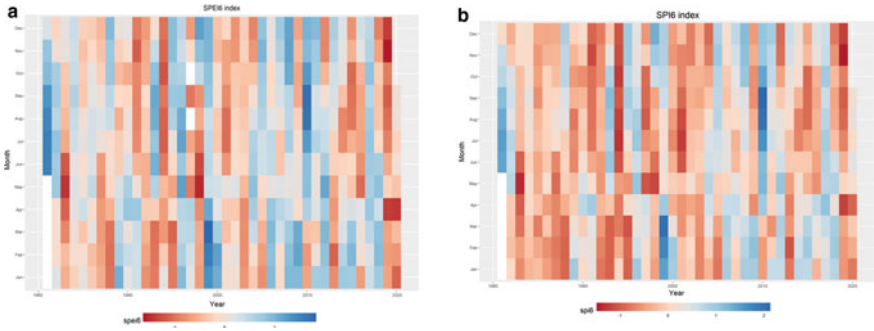 a
SPEI6 index
Dec
Nov
Oct
Sep
Aug
Jul
Jun
May
Apr
Mar
Feb
Jan
Month
1980
1990
2000
2010
2020
Year
spei6
-1
0
1
b
SPI6 index
Dec
Nov
Oct
Sep
Aug
Jul
Jun
May
Apr
Mar
Feb
Jan
Month
1980
1990
2000
2010
2020
Year
spi6
-1
0
1
2